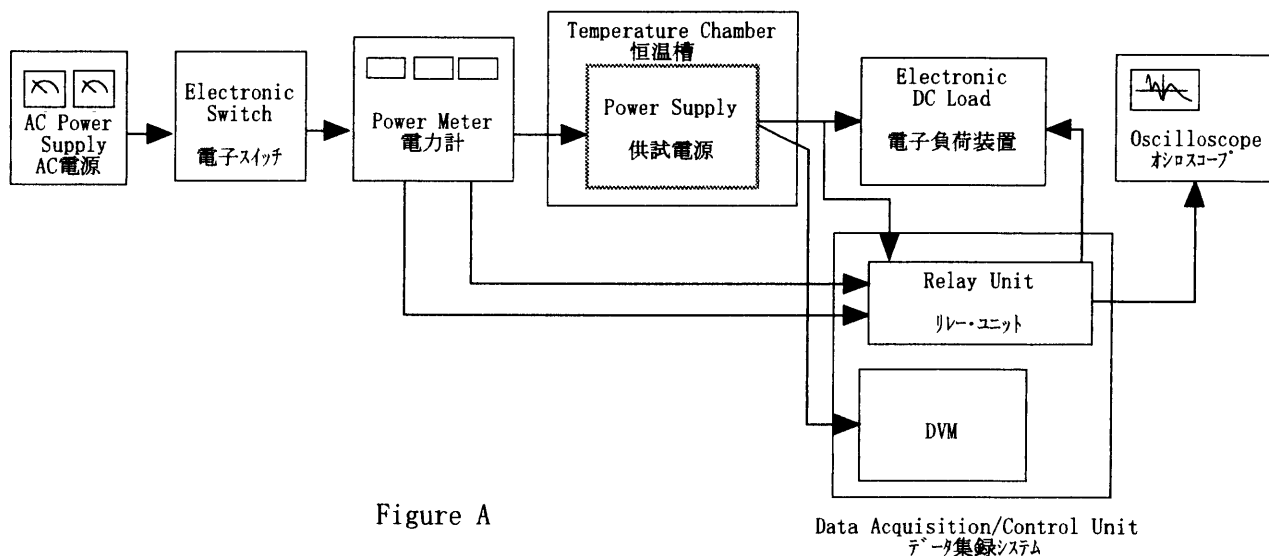 AC Power
Supply
AC電源
Electronic
Switch
電子スイッチ
Power Meter
電力計
Temperature Chamber
恒温槽
Power Supply
供試電源
Electronic
DC Load
電子負荷装置
Oscilloscope
オシロスコープ
Relay Unit
リレー・ユニット
DVM
Data Acquisition/Control Unit
データ集録システム
Figure A